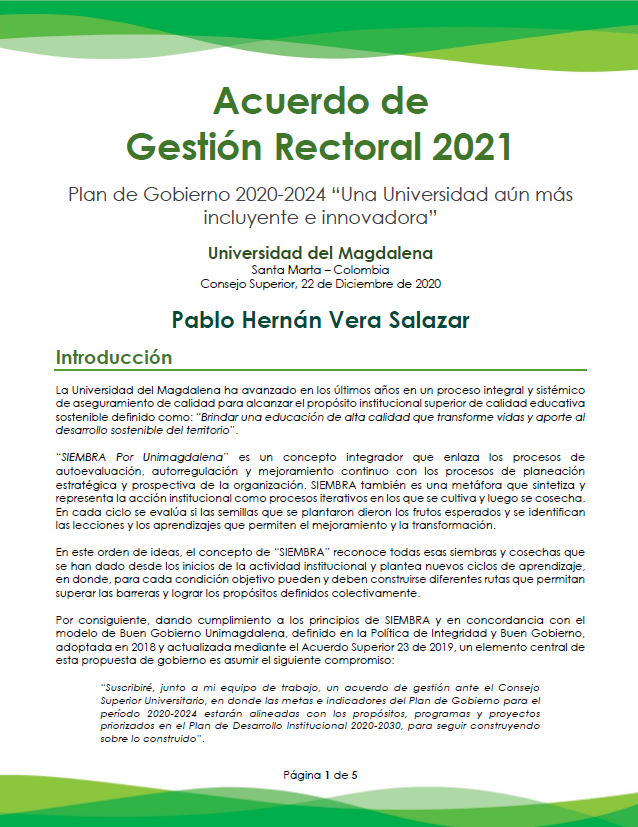 Acuerdo de
Gestión Rectoral 2021
Plan de Gobierno 2020-2024 “Una Universidad aún más
incluyente e innovadora”
Universidad del Magdalena
Santa Marta – Colombia
Consejo Superior, 22 de Diciembre de 2020
Pablo Hernán Vera Salazar
Introducción
La Universidad del Magdalena ha avanzado en los últimos años en un proceso integral y sistémico
de aseguramiento de calidad para alcanzar el propósito institucional superior de calidad educativa
sostenible definido como: “Brindar una educación de alta calidad que transforme vidas y aporte al
desarrollo sostenible del territorio”.
“SIEMBRA Por Unimagdalena” es un concepto integrador que enlaza los procesos de
autoevaluación, autorregulación y mejoramiento continuo con los procesos de planeación
estratégica y prospectiva de la organización. SIEMBRA también es una metáfora que sintetiza y
representa la acción institucional como procesos iterativos en los que se cultiva y luego se cosecha.
En cada ciclo se evalúa si las semillas que se plantaron dieron los frutos esperados y se identifican
las lecciones y los aprendizajes que permiten el mejoramiento y la transformación.
En este orden de ideas, el concepto de “SIEMBRA” reconoce todas esas siembras y cosechas que
se han dado desde los inicios de la actividad institucional y plantea nuevos ciclos de aprendizaje,
en donde, para cada condición objetivo pueden y deben construirse diferentes rutas que permitan
superar las barreras y lograr los propósitos definidos colectivamente.
Por consiguiente, dando cumplimiento a los principios de SIEMBRA y en concordancia con el
modelo de Buen Gobierno Unimagdalena, definido en la Política de Integridad y Buen Gobierno,
adoptada en 2018 y actualizada mediante el Acuerdo Superior 23 de 2019, un elemento central de
esta propuesta de gobierno es asumir el siguiente compromiso:
“Suscribiré, junto a mi equipo de trabajo, un acuerdo de gestión ante el Consejo
Superior Universitario, en donde las metas e indicadores del Plan de Gobierno para el
período 2020-2024 estarán alineadas con los propósitos, programas y proyectos
priorizados en el Plan de Desarrollo Institucional 2020-2030, para seguir construyendo
sobre lo construido”.
Página 1 de 5